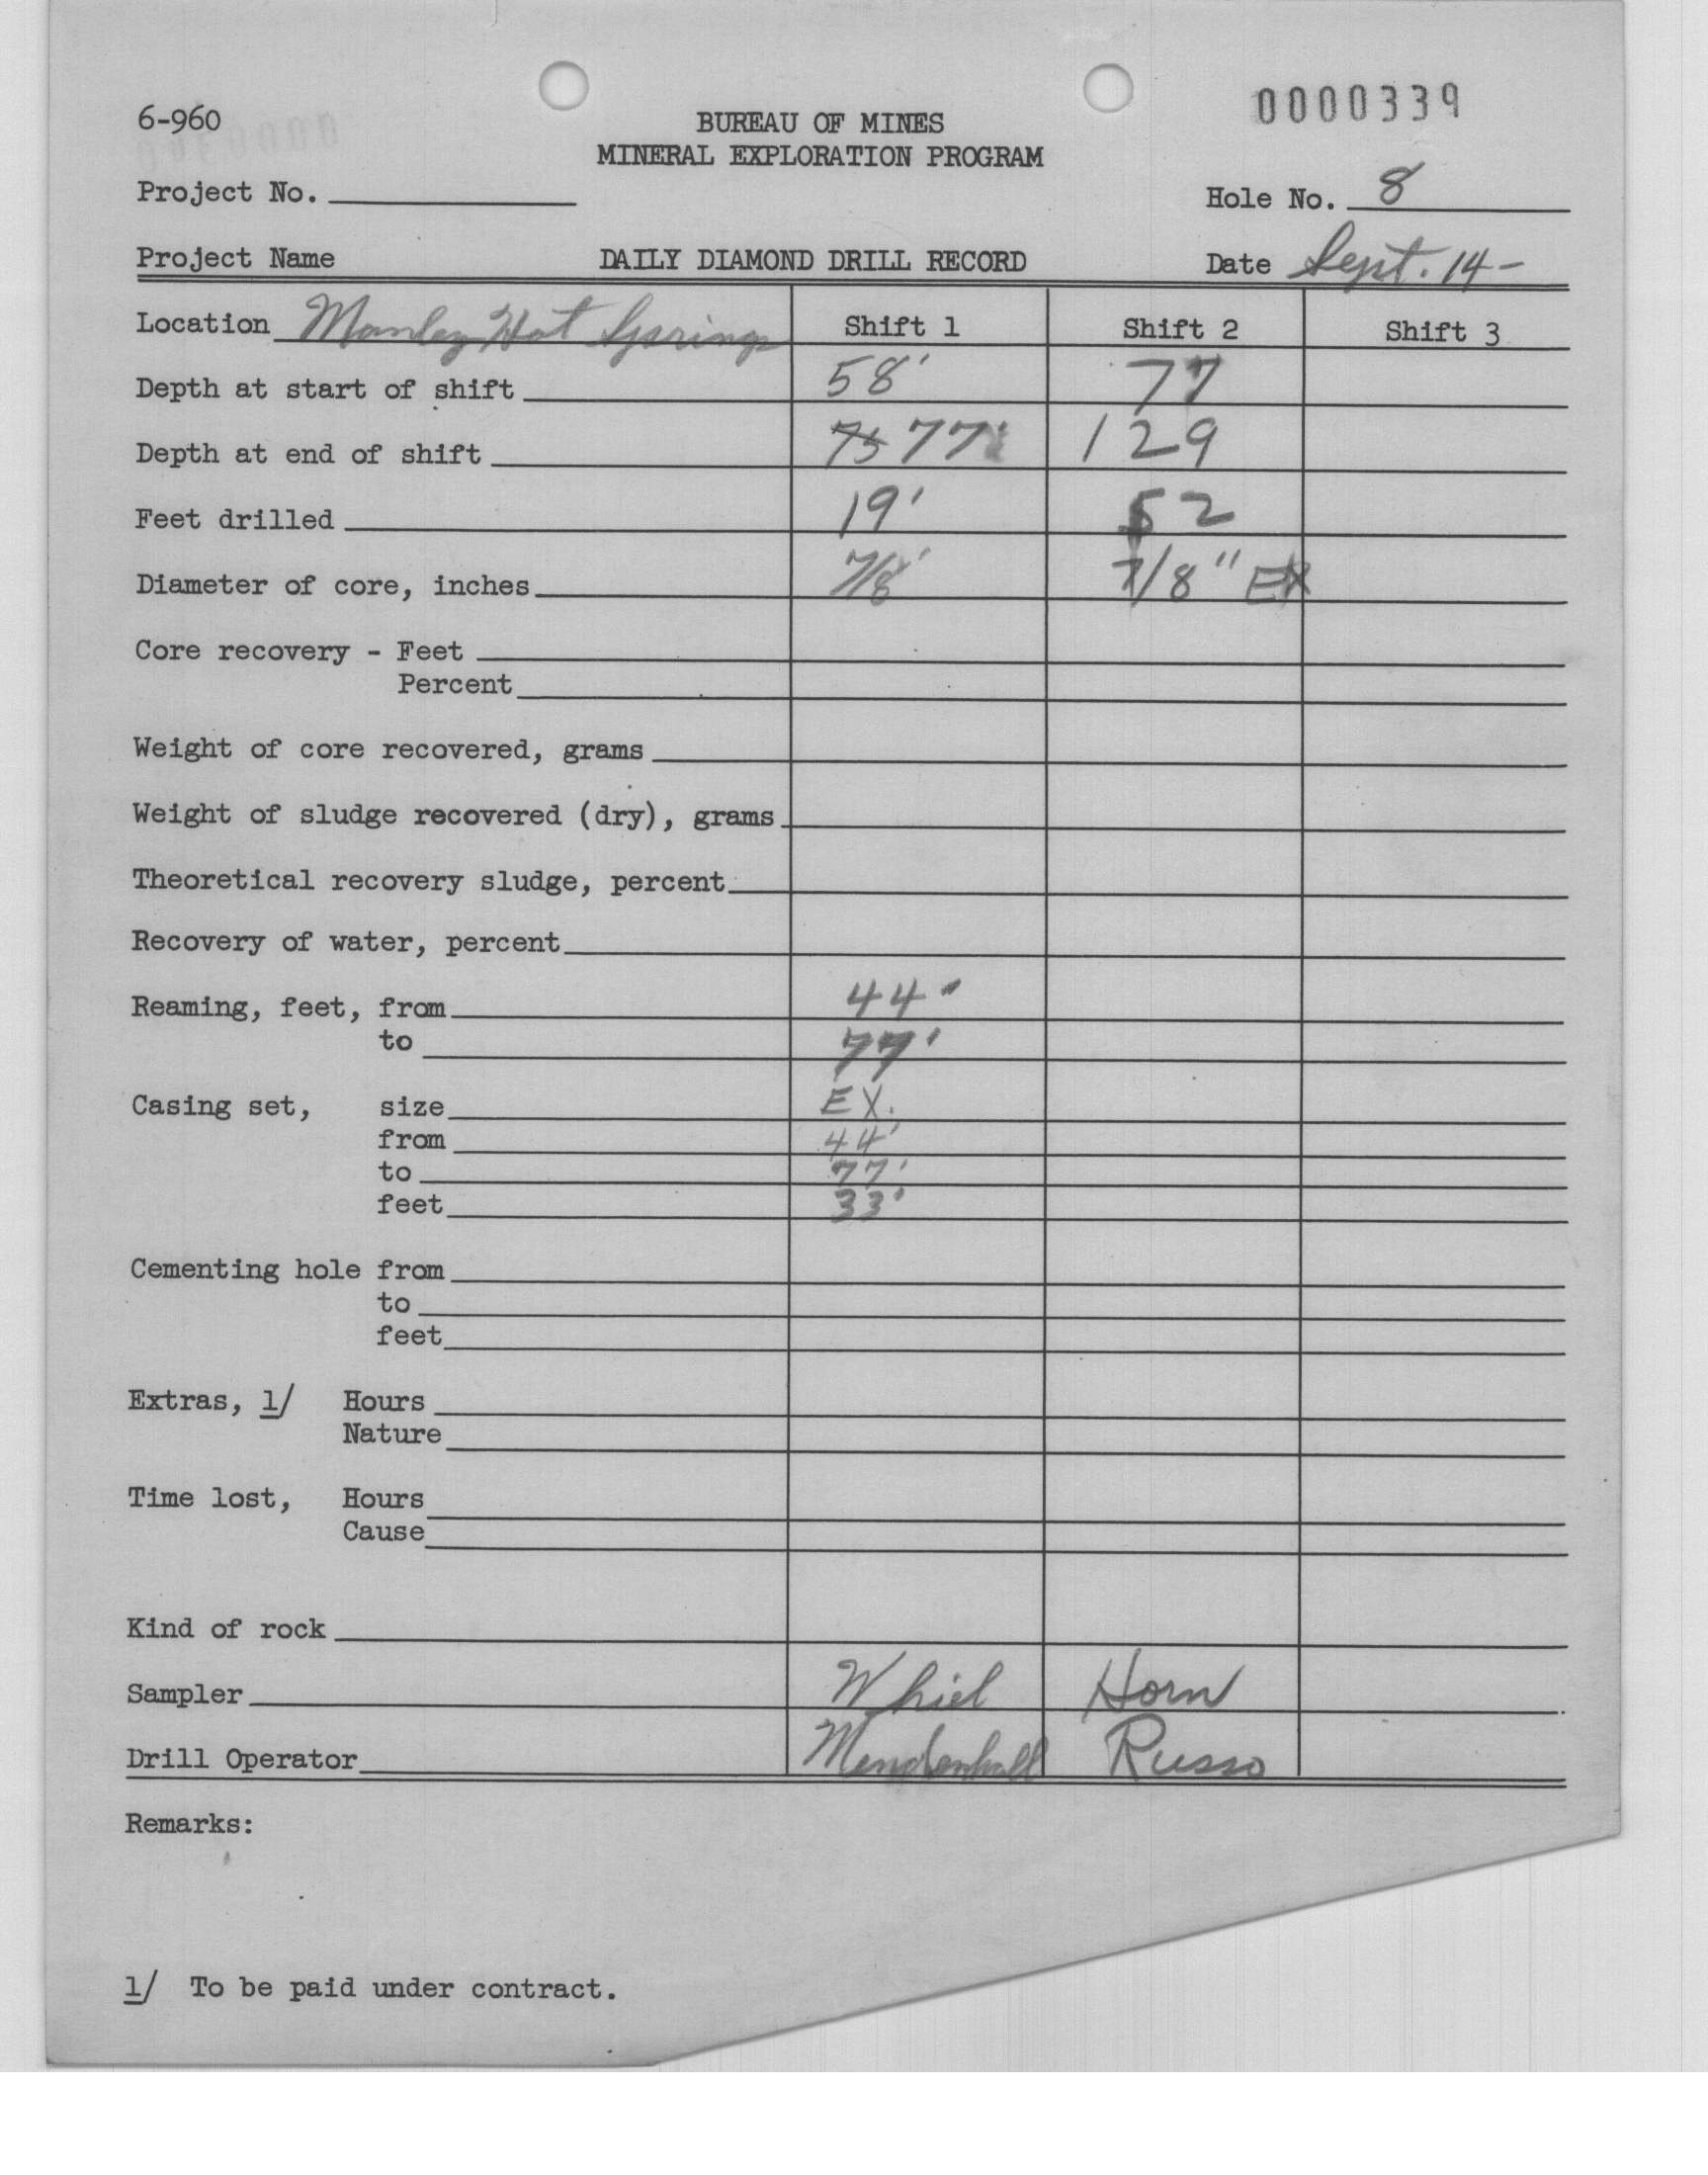 0000339
6-960
BUREAU OF MINES
MINERAL EXPLORATION PROGRAM
Project No.
Hole No. 8
Project Name DAILY DIAMOND DRILL RECORD Date Sept. 14-
Location Manley Hot Springs Shift 1 Shift 2 Shift 3
Depth at start of shift 58' 77
Depth at end of shift 75 77' 129
Feet drilled 19' 52
Diameter of core, inches 7/8' 7/8" EX
Core recovery - Feet
Percent
Weight of core recovered, grams
Weight of sludge recovered (dry), grams
Theoretical recovery sludge, percent
Recovery of water, percent
Reaming, feet, from 44'
to 77'
Casing set, size EX.
from 44'
to 77'
feet 33'
Cementing hole from
to
feet
Extras, 1/ Hours
Nature
Time lost, Hours
Cause
Kind of rock
Sampler Whiel Horn
Drill Operator Mendenhall Russo
Remarks:
1/ To be paid under contract.